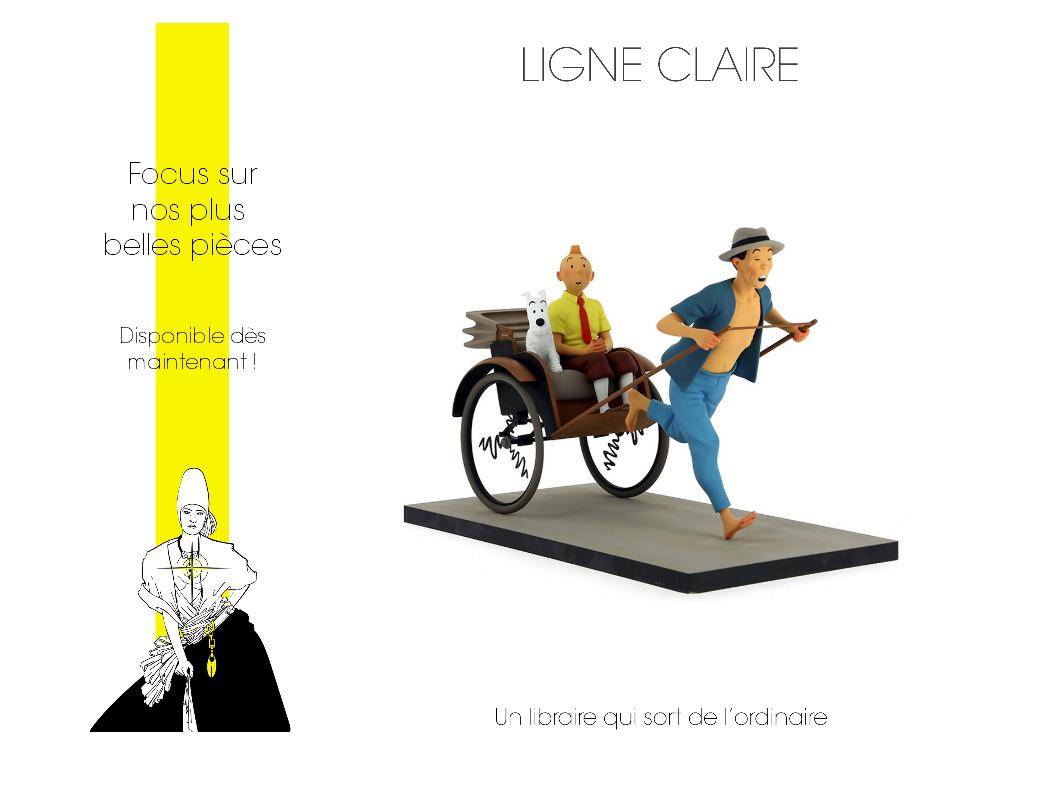 LIGNE CLAIRE
Focus sur
nos plus
belles pièces
Disponible dès
maintenant !
Un libraire qui sort de l'ordinaire